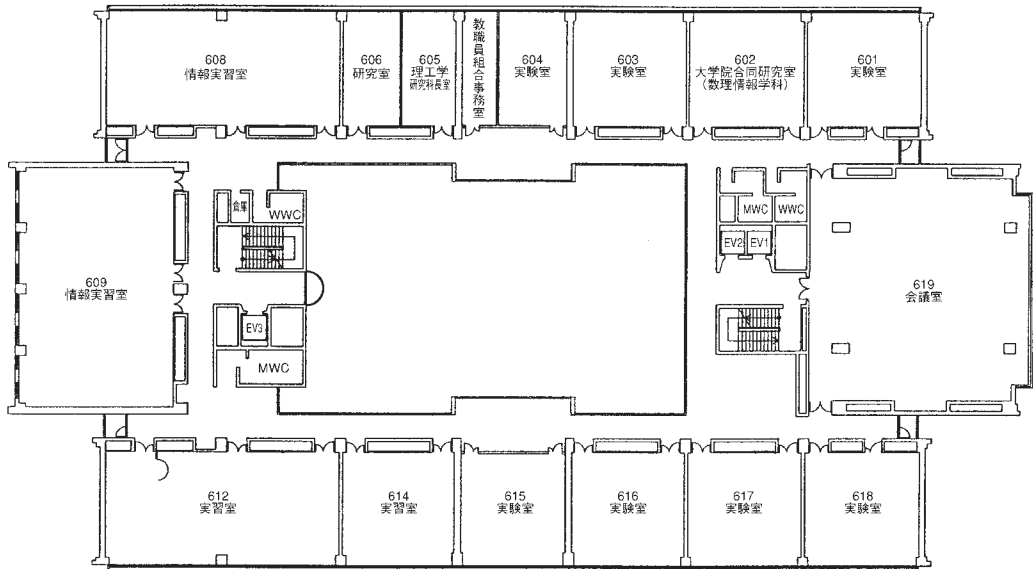 608
情報実習室
606
研究室
605
理工学
研究科長室
教職員組合事務室
604
実験室
603
実験室
602
大学院合同研究室
(数理情報学科)
601
実験室
倉庫
WWC
MWC
WWC
EV2
EV1
609
情報実習室
619
会議室
EV3
MWC
612
実習室
614
実習室
615
実験室
616
実験室
617
実験室
618
実験室